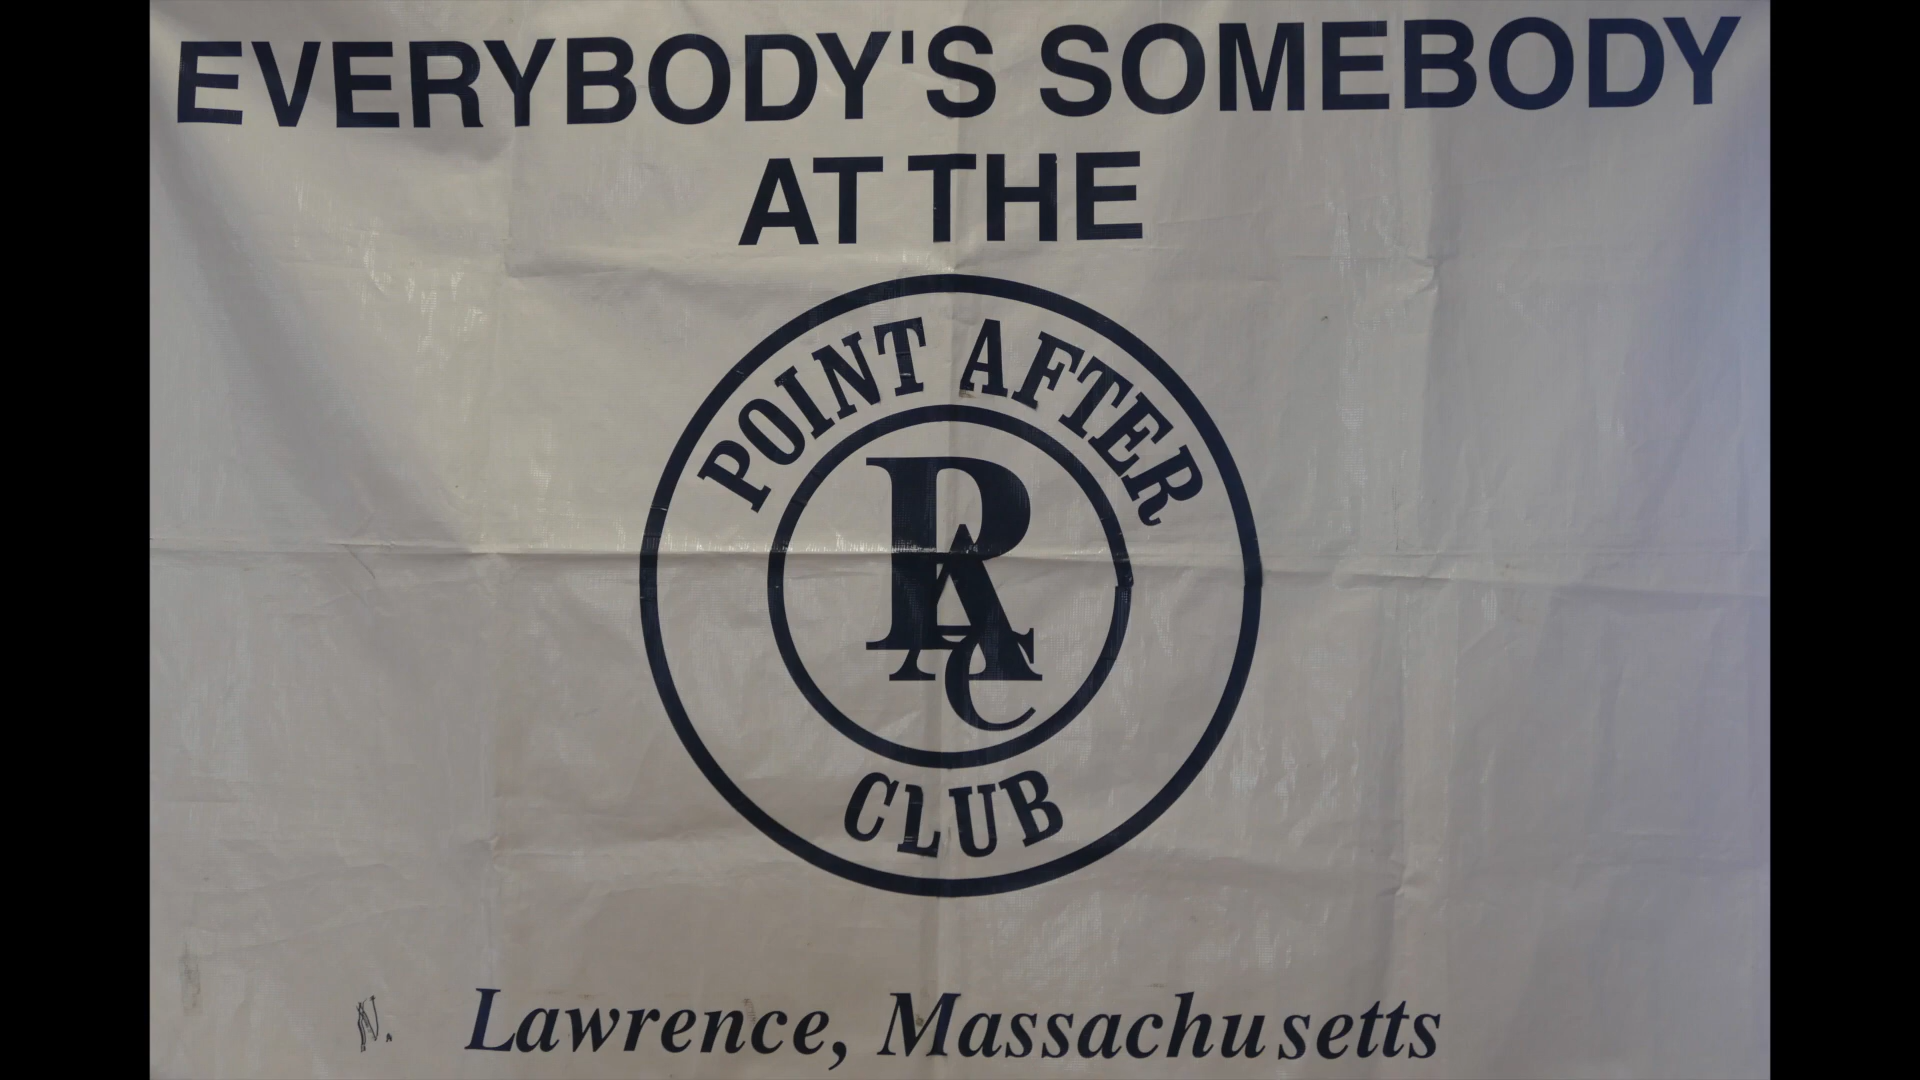 EVERYBODY'S SOMEBODY
AT THE
POINT AFTER
PAC
CLUB
N. Lawrence, Massachusetts